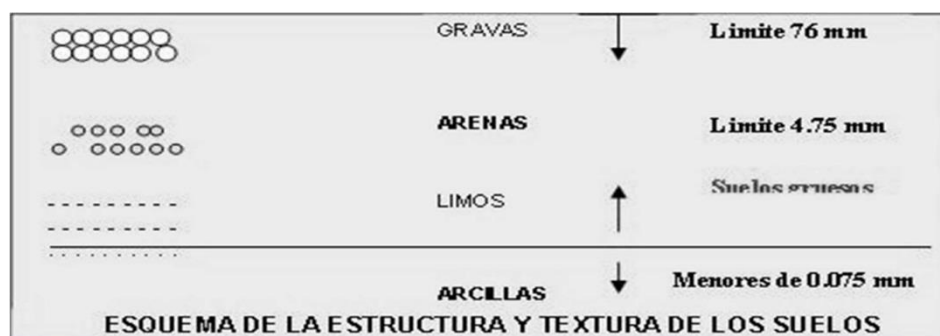 GRAVAS Limite 76 mm
ARENAS Limite 4.75 mm
LIMOS Suelos gruesos
ARCILLAS Menores de 0.075 mm
ESQUEMA DE LA ESTRUCTURA Y TEXTURA DE LOS SUELOS